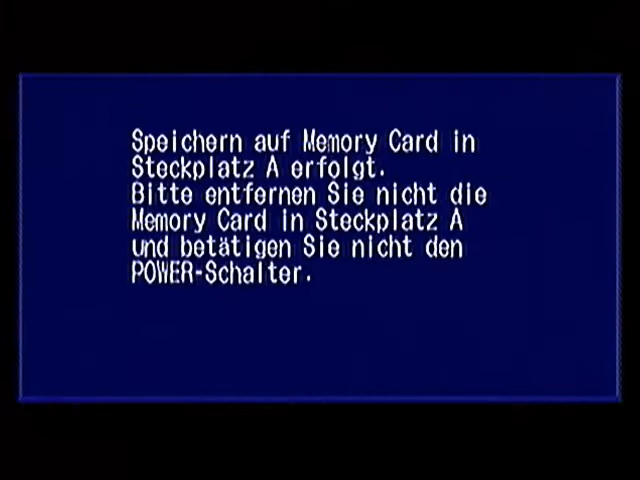 Speichern auf Memory Card in
Steckplatz A erfolgt.
Bitte entfernen Sie nicht die
Memory Card in Steckplatz A
und betätigen Sie nicht den
POWER-Schalter.